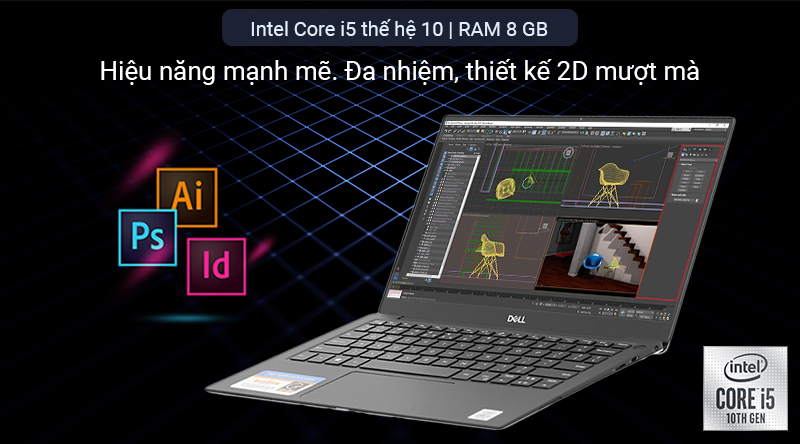 Intel Core i5 thế hệ 10 | RAM 8 GB
Hiệu năng mạnh mẽ. Đa nhiệm, thiết kế 2D mượt mà
Ai
Ps
Id
DELL
intel
CORE i5
10TH GEN